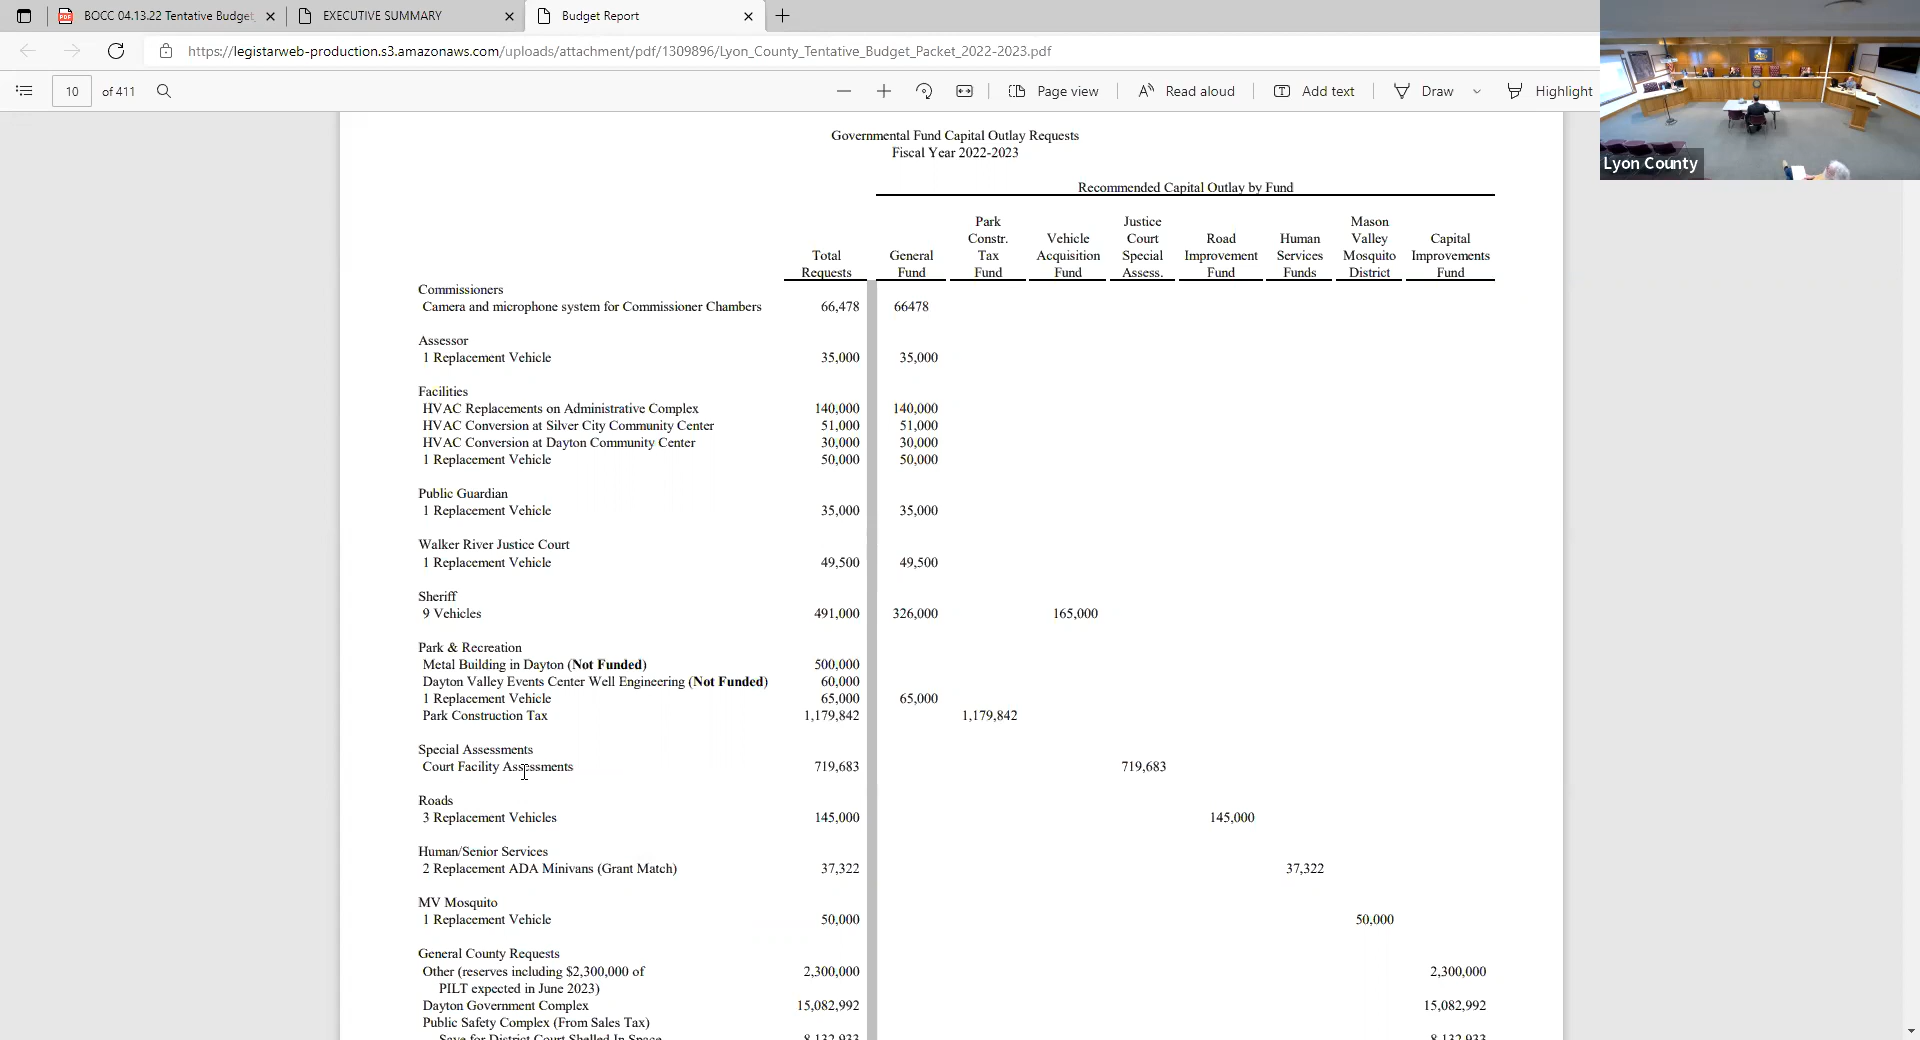 BOCC 04.13.22 Tentative Budget
EXECUTIVE SUMMARY
Budget Report
https://legistarweb-production.s3.amazonaws.com/uploads/attachment/pdf/1309896/Lyon_County_Tentative_Budget_Packet_2022-2023.pdf
10 of 411 Page view Read aloud Add text Draw Highlight
Lyon County
Governmental Fund Capital Outlay Requests
Fiscal Year 2022-2023
Recommended Capital Outlay by Fund
Park Justice Mason
Constr. Vehicle Court Road Human Valley Capital
Total General Tax Acquisition Special Improvement Services Mosquito Improvements
Requests Fund Fund Fund Assess. Fund Funds District Fund
Commissioners
Camera and microphone system for Commissioner Chambers 66,478 66478
Assessor
1 Replacement Vehicle 35,000 35,000
Facilities
HVAC Replacements on Administrative Complex 140,000 140,000
HVAC Conversion at Silver City Community Center 51,000 51,000
HVAC Conversion at Dayton Community Center 30,000 30,000
1 Replacement Vehicle 50,000 50,000
Public Guardian
1 Replacement Vehicle 35,000 35,000
Walker River Justice Court
1 Replacement Vehicle 49,500 49,500
Sheriff
9 Vehicles 491,000 326,000 165,000
Park & Recreation
Metal Building in Dayton (Not Funded) 500,000
Dayton Valley Events Center Well Engineering (Not Funded) 60,000
1 Replacement Vehicle 65,000 65,000
Park Construction Tax 1,179,842 1,179,842
Special Assessments
Court Facility Assessments 719,683 719,683
Roads
3 Replacement Vehicles 145,000 145,000
Human/Senior Services
2 Replacement ADA Minivans (Grant Match) 37,322 37,322
MV Mosquito
1 Replacement Vehicle 50,000 50,000
General County Requests
Other (reserves including $2,300,000 of 2,300,000 2,300,000
PILT expected in June 2023)
Dayton Government Complex 15,082,992 15,082,992
Public Safety Complex (From Sales Tax)
Save for District Court Shelled In Space 8,132,933 8,132,933